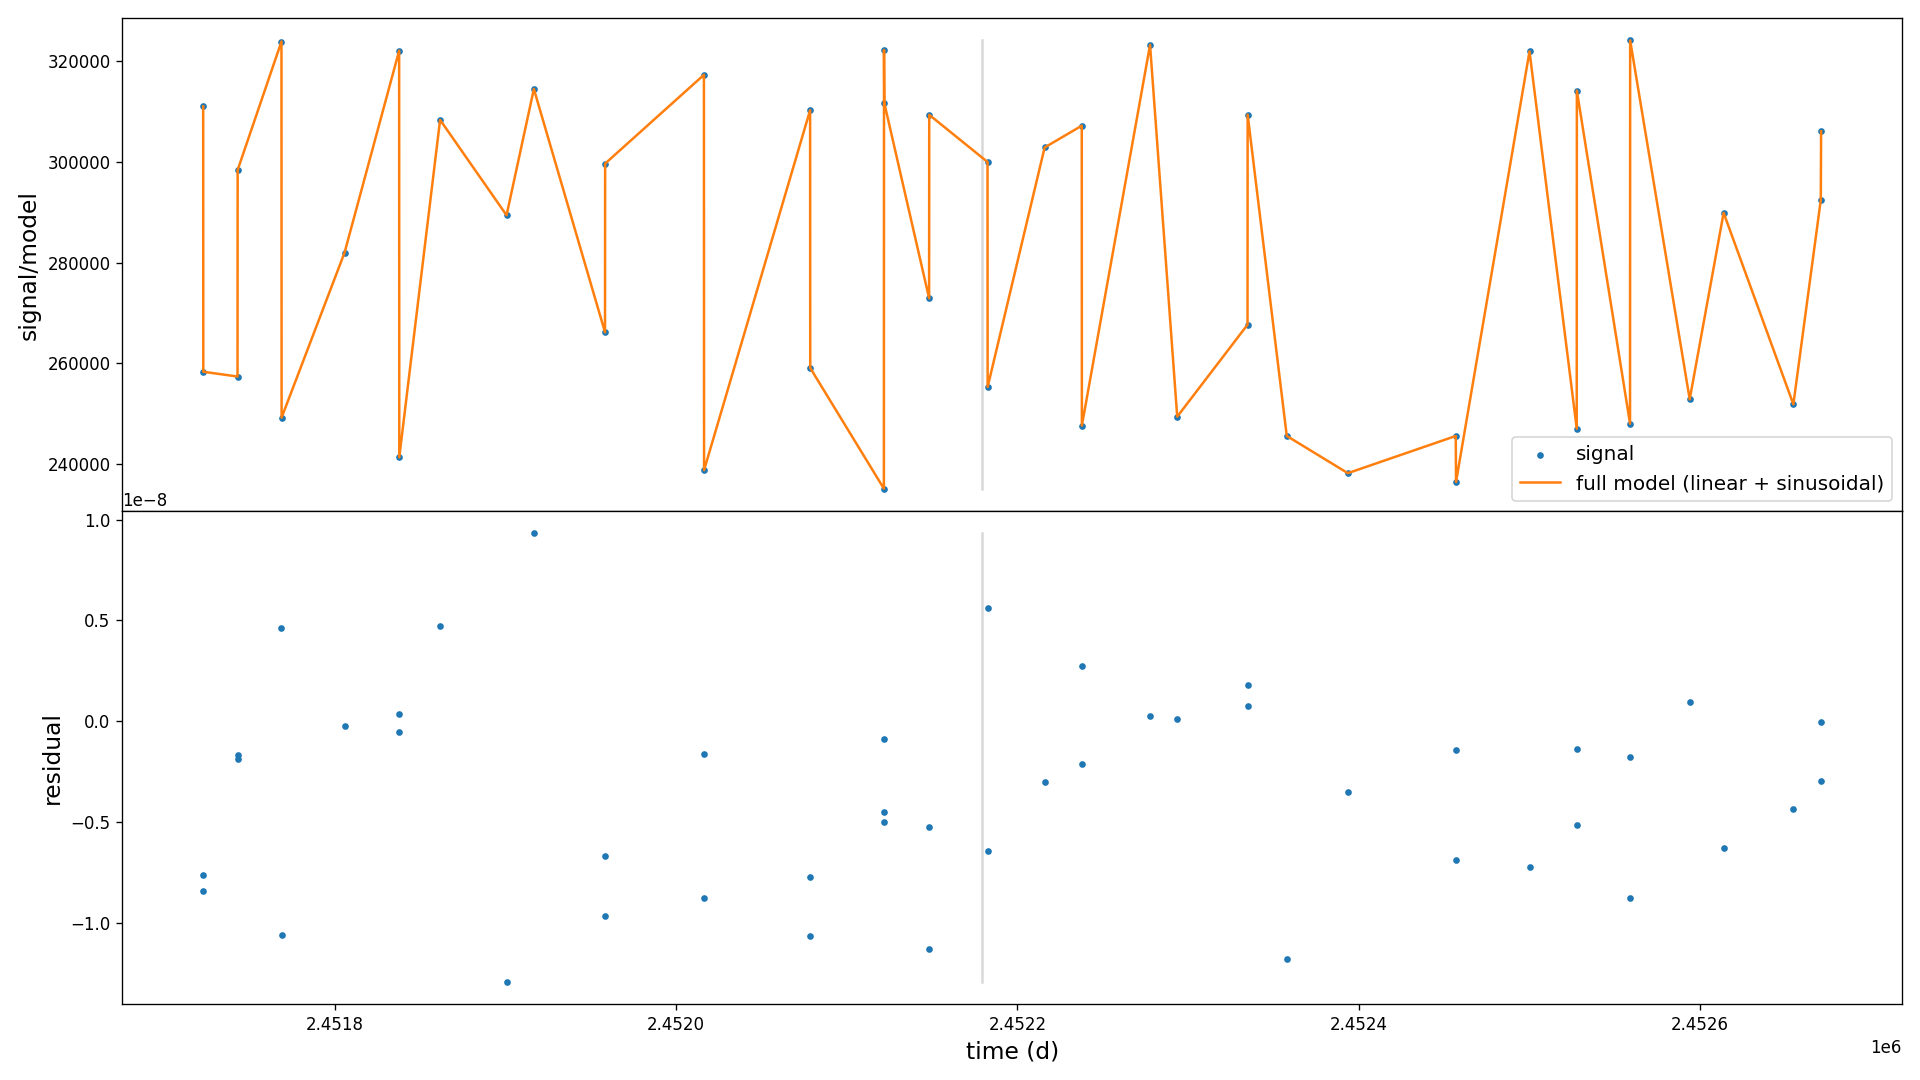 320000
300000
280000
260000
240000
signal/model
signal
full model (linear + sinusoidal)
1e−8
1.0
0.5
0.0
−0.5
−1.0
residual
2.4518
2.4520
2.4522
2.4524
2.4526
time (d)
1e6